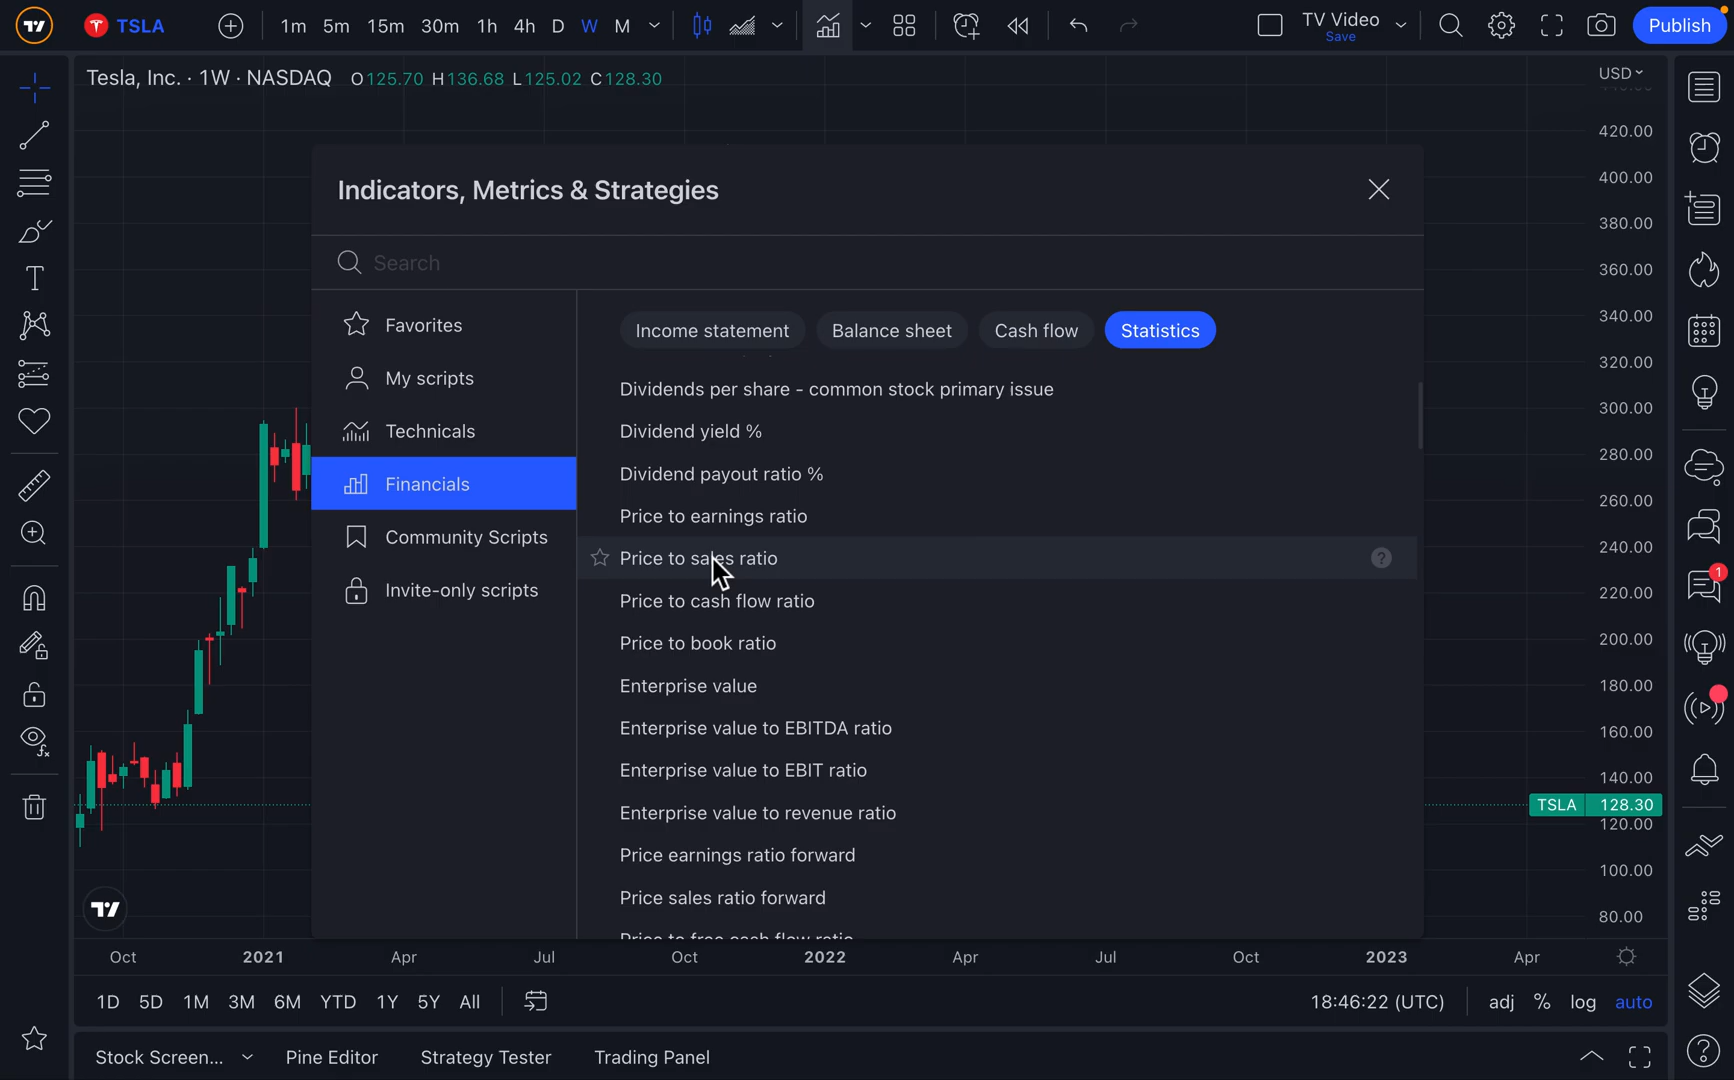 TSLA
1m 5m 15m 30m 1h 4h D W M
TV Video
Save
Publish
Tesla, Inc. · 1W · NASDAQ O125.70 H136.68 L125.02 C128.30
USD
420.00
400.00
380.00
360.00
340.00
320.00
300.00
280.00
260.00
240.00
220.00
200.00
180.00
160.00
140.00
TSLA 128.30
120.00
100.00
80.00
Indicators, Metrics & Strategies
Search
Favorites
My scripts
Technicals
Financials
Community Scripts
Invite-only scripts
Income statement Balance sheet Cash flow Statistics
Dividends per share - common stock primary issue
Dividend yield %
Dividend payout ratio %
Price to earnings ratio
Price to sales ratio
Price to cash flow ratio
Price to book ratio
Enterprise value
Enterprise value to EBITDA ratio
Enterprise value to EBIT ratio
Enterprise value to revenue ratio
Price earnings ratio forward
Price sales ratio forward
Price to free cash flow ratio
1
Oct 2021 Apr Jul Oct 2022 Apr Jul Oct 2023 Apr
1D 5D 1M 3M 6M YTD 1Y 5Y All
18:46:22 (UTC) adj % log auto
Stock Screen... Pine Editor Strategy Tester Trading Panel